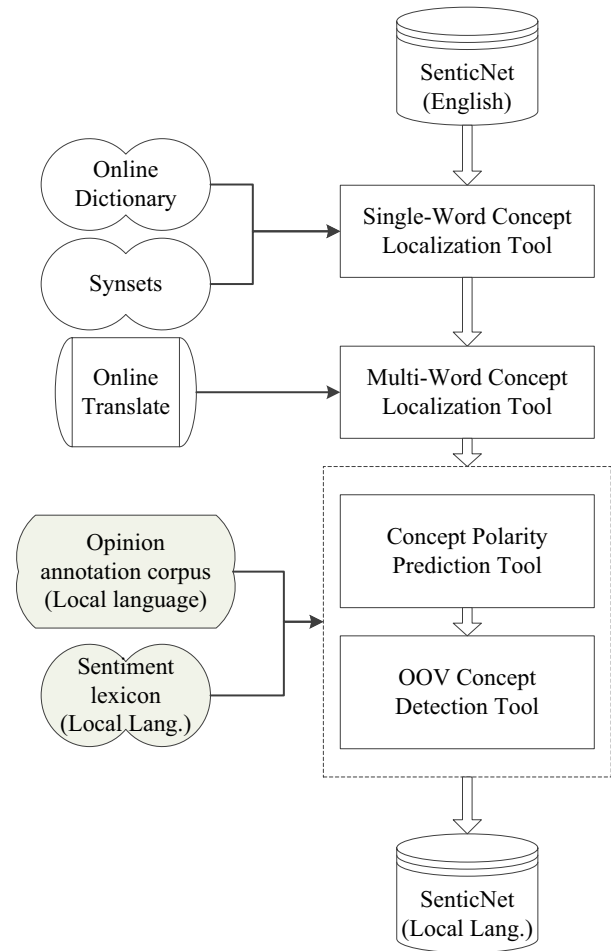 SenticNet
(English)
Online
Dictionary
Single-Word Concept
Localization Tool
Synsets
Online
Translate
Multi-Word Concept
Localization Tool
Concept Polarity
Prediction Tool
Opinion
annotation corpus
(Local language)
Sentiment
lexicon
(Local Lang.)
OOV Concept
Detection Tool
SenticNet
(Local Lang.)